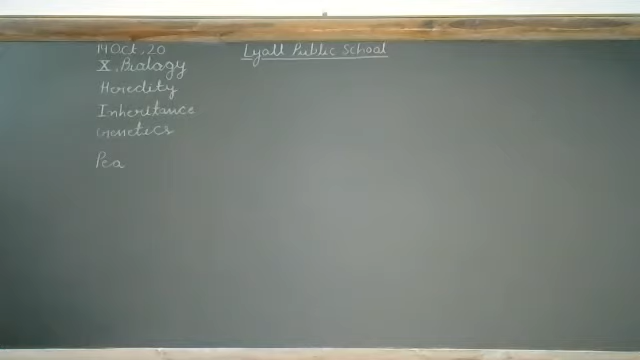 14 Oct, 20
Lyall Public School
X, Biology
Heredity
Inheritance
Genetics
Pea